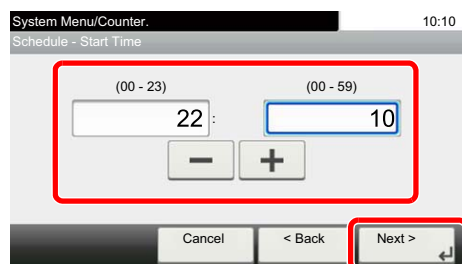 System Menu/Counter. 10:10
Schedule - Start Time
(00 - 23) (00 - 59)
22 : 10
− +
Cancel < Back Next >